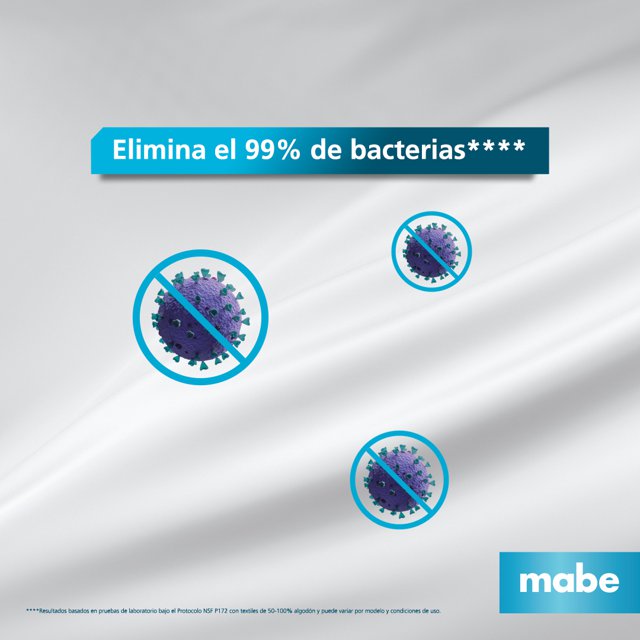 Elimina el 99% de bacterias****
mabe
****Resultados basados en pruebas de laboratorio bajo el Protocolo NSF P172 con textiles de 50-100% algodón y puede variar por modelo y condiciones de uso.